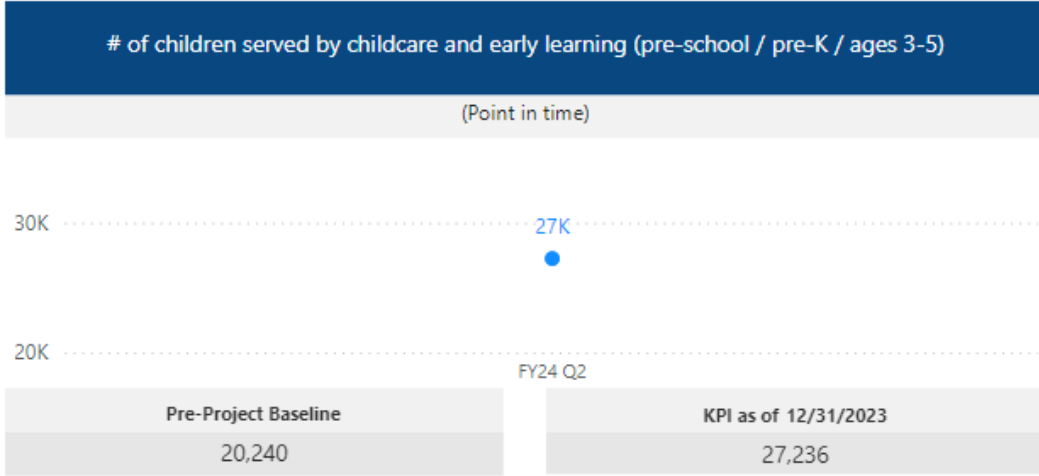 # of children served by childcare and early learning (pre-school / pre-K / ages 3-5)
(Point in time)
30K
27K
20K
FY24 Q2
Pre-Project Baseline
KPI as of 12/31/2023
20,240
27,236